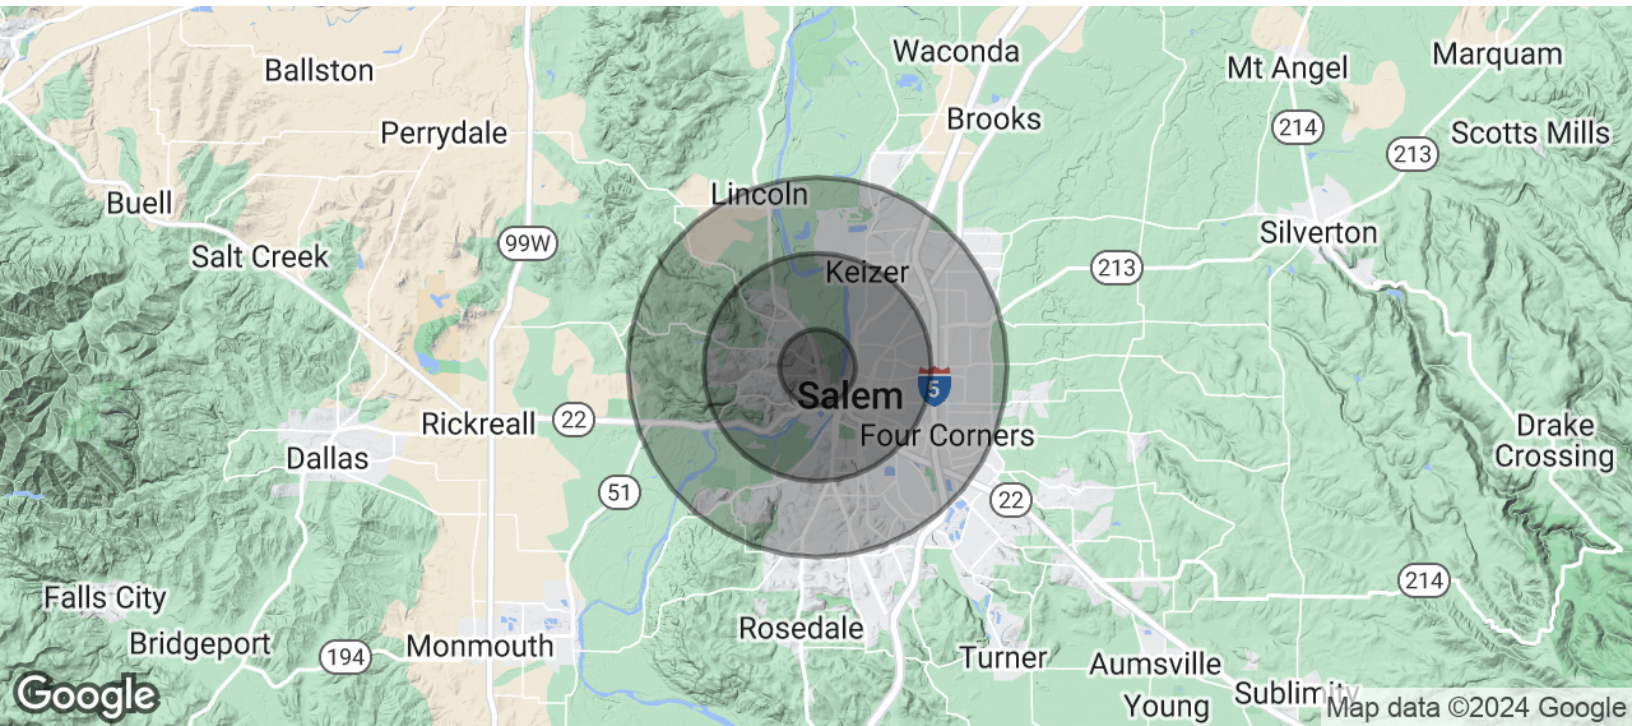 Waconda
Marquam
Ballston
Mt Angel
Brooks
214
Perrydale
Scotts Mills
213
Lincoln
Buell
Silverton
99W
Salt Creek
Keizer
213
5
Salem
22
Rickreall
Drake
Crossing
Four Corners
Dallas
51
22
214
Falls City
Rosedale
Bridgeport
Monmouth
194
Turner
Aumsville
Sublimity
Google
Young
Map data ©2024 Google